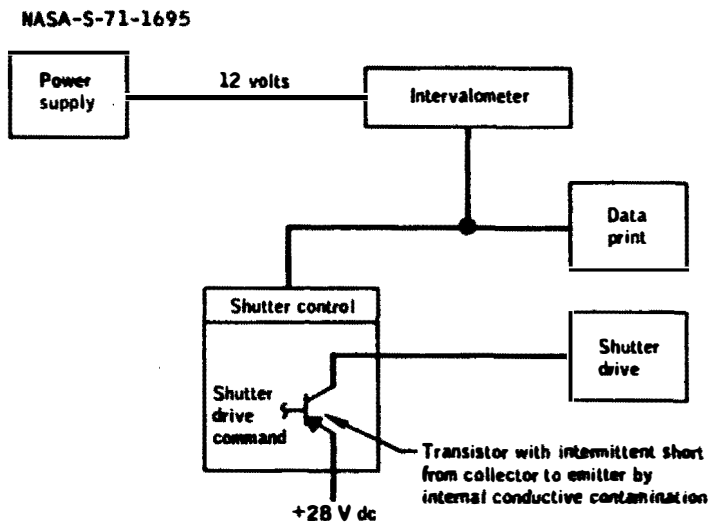 NASA-S-71-1695
Power
supply
12 volts
Intervalometer
Data
print
Shutter control
Shutter
drive
Shutter
drive
command
Transistor with intermittent short
from collector to emitter by
internal conductive contamination
+28 V dc